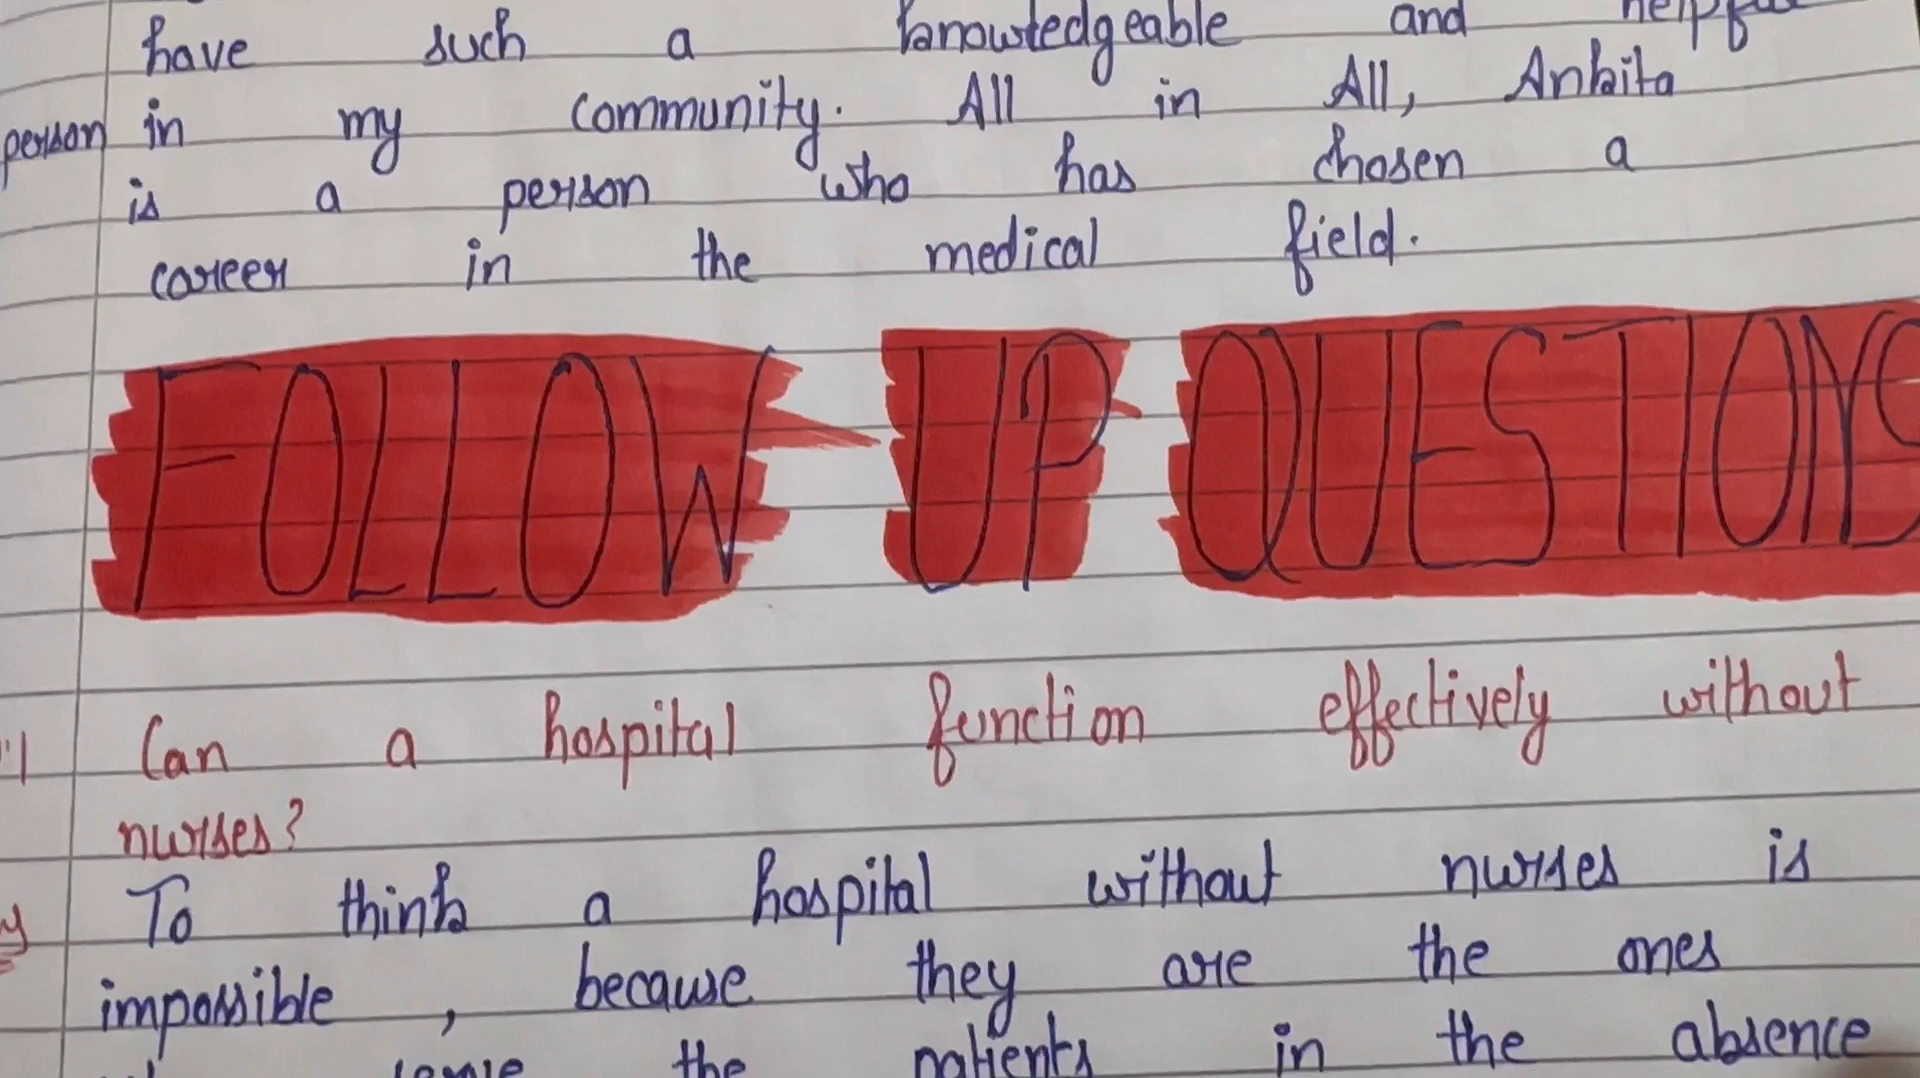 have such a knowledgeable and helpful
person in my community. All in All, Ankita
is a person who has chosen a
career in the medical field.
FOLLOW UP QUESTIONS
Can a hospital function effectively without
nurses?
To think a hospital without nurses is
impossible, because they are the ones
the patients in the absence